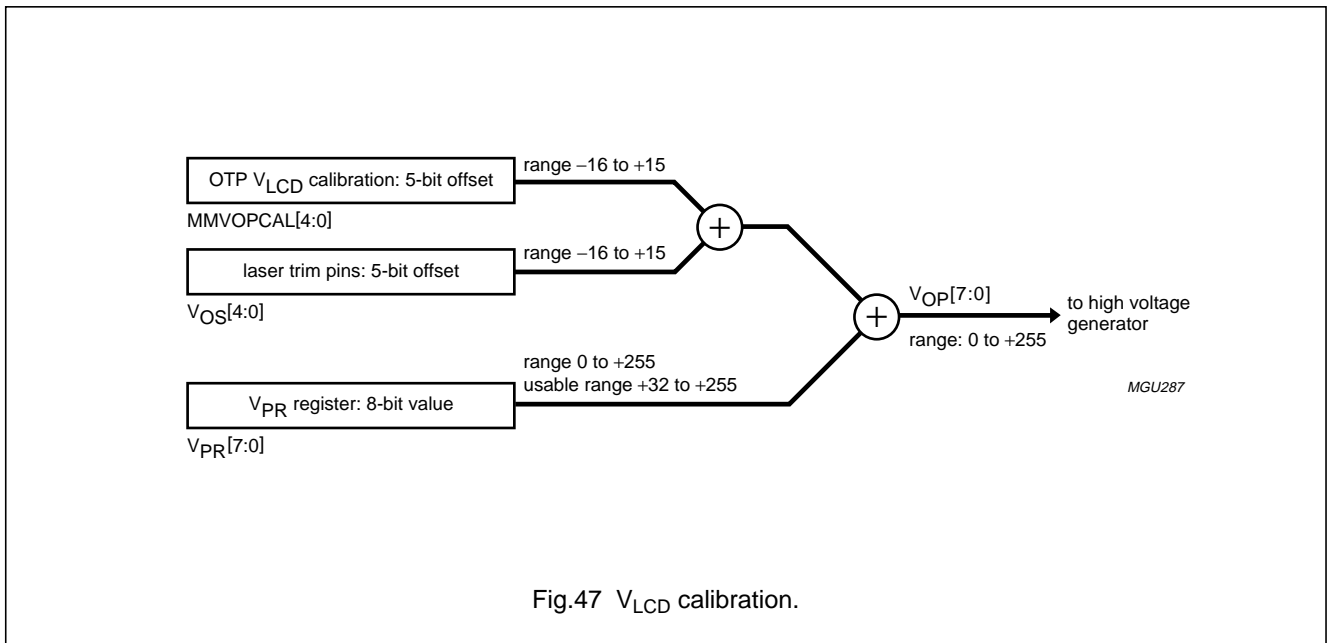 OTP VLCD calibration: 5-bit offset
range −16 to +15
MMVOPCAL[4:0]
laser trim pins: 5-bit offset
range −16 to +15
VOS[4:0]
+
+
VOP[7:0]
range: 0 to +255
to high voltage
generator
range 0 to +255
usable range +32 to +255
VPR register: 8-bit value
VPR[7:0]
MGU287
Fig.47 VLCD calibration.